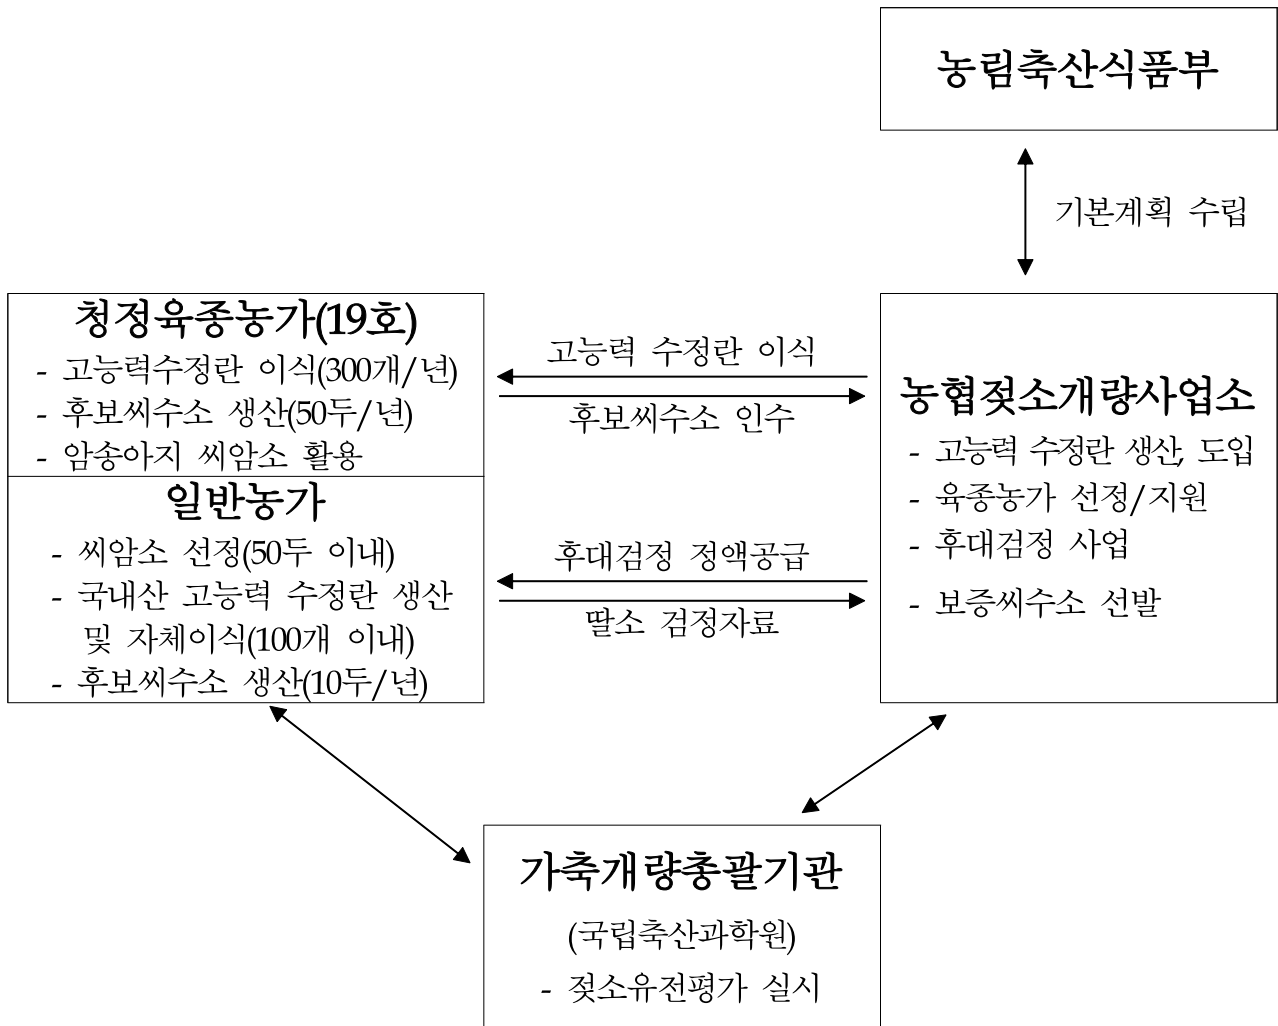 농림축산식품부
기본계획 수립
청정육종농가(19호)
- 고능력수정란 이식(300개/년)
- 후보씨수소 생산(50두/년)
- 암송아지 씨암소 활용
일반농가
- 씨암소 선정(50두 이내)
- 국내산 고능력 수정란 생산
및 자체이식(100개 이내)
- 후보씨수소 생산(10두/년)
고능력 수정란 이식
후보씨수소 인수
후대검정 정액공급
딸소 검정자료
농협젖소개량사업소
- 고능력 수정란 생산, 도입
- 육종농가 선정/지원
- 후대검정 사업
- 보증씨수소 선발
가축개량총괄기관
(국립축산과학원)
- 젖소유전평가 실시